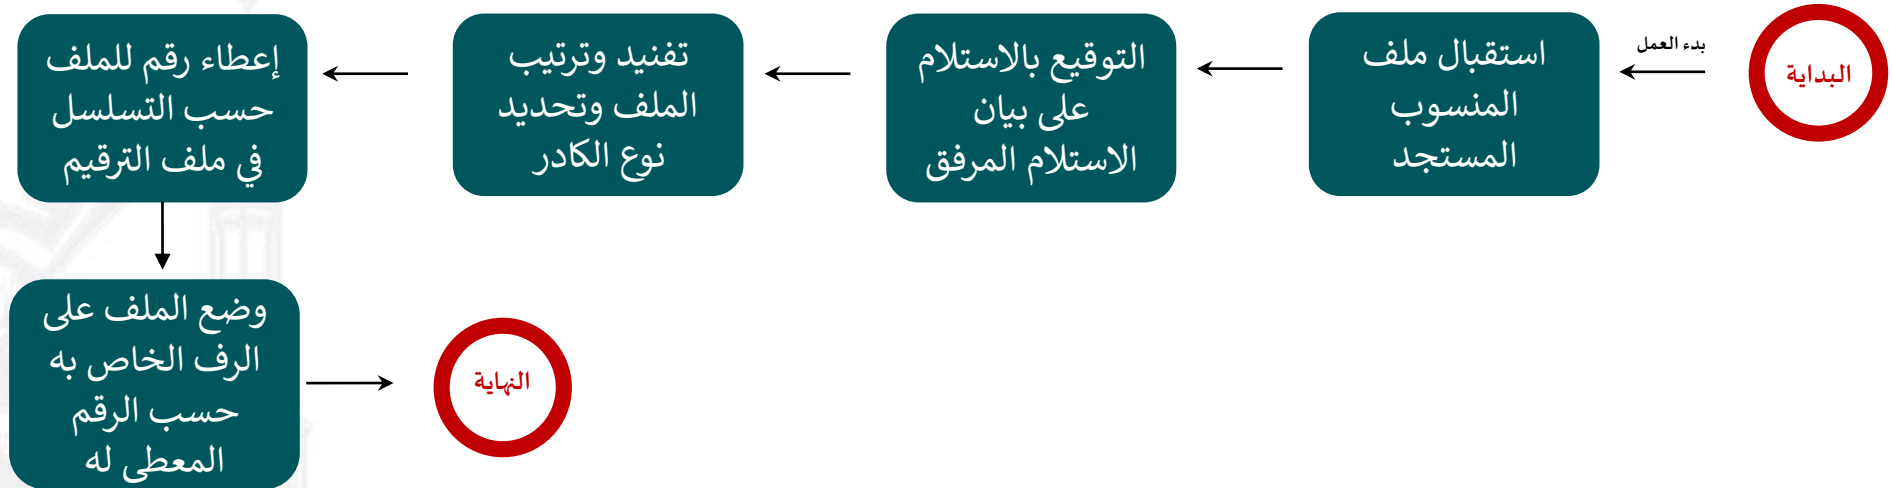 البداية
بدء العمل
استقبال ملف
المنسوب
المستجد
التوقيع بالاستلام
على بيان
الاستلام المرفق
تفنيد وترتيب
الملف وتحديد
نوع الكادر
إعطاء رقم للملف
حسب التسلسل
في ملف الترقيم
وضع الملف على
الرف الخاص به
حسب الرقم
المعطى له
النهاية